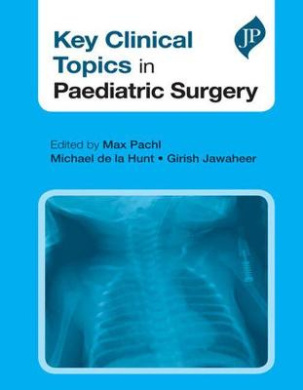 Key Clinical
Topics in
Paediatric Surgery
JP
Edited by Max Pachl
Michael de la Hunt • Girish Jawaheer